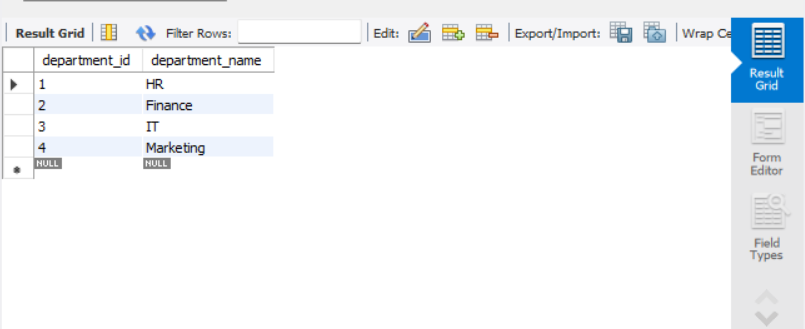 Result Grid Filter Rows: Edit: Export/Import: Wrap Ce
department_id department_name
1 HR
2 Finance
3 IT
4 Marketing
NULL NULL
Result
Grid
Form
Editor
Field
Types